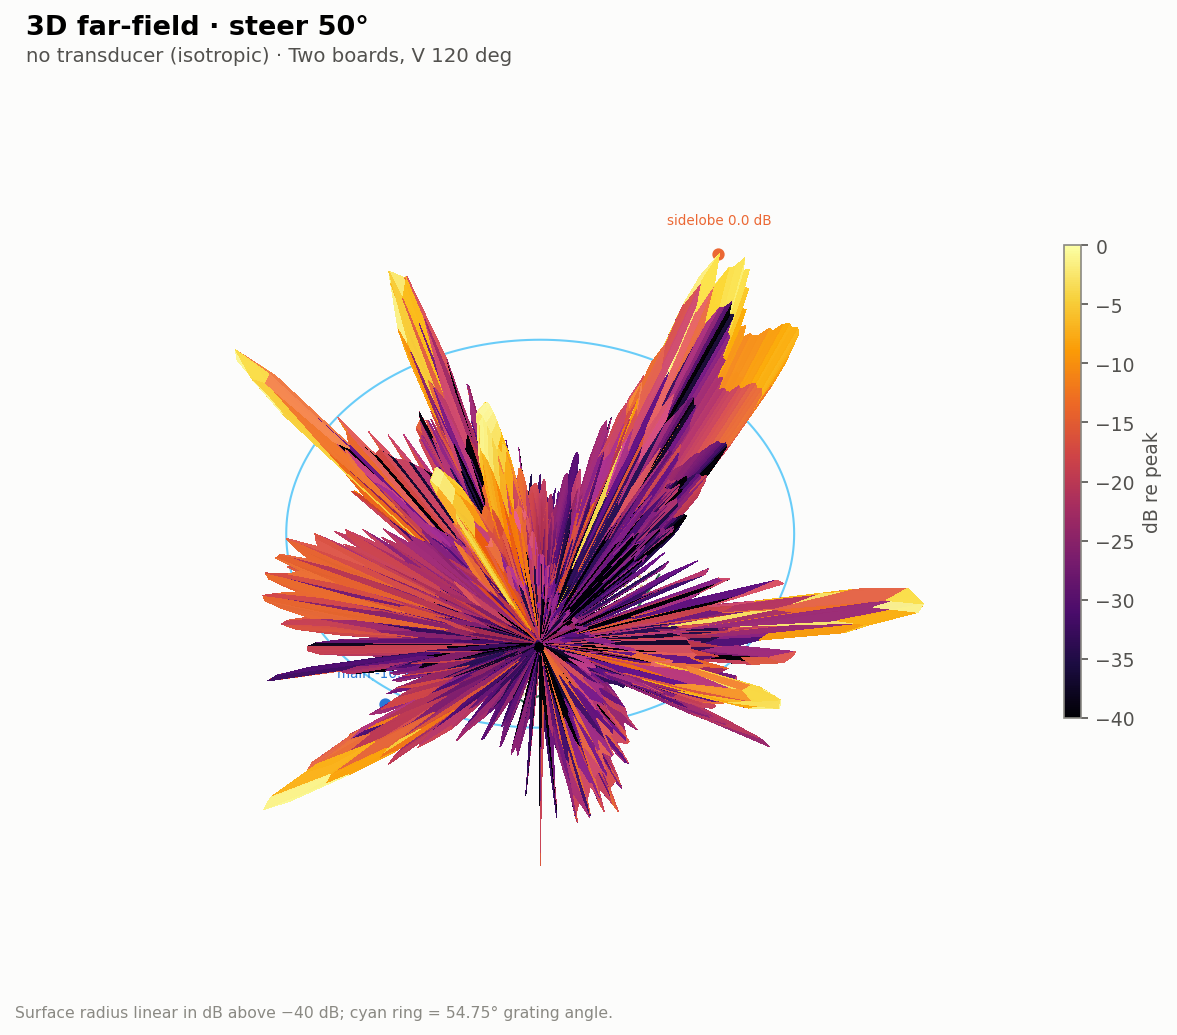 3D far-field · steer 50°
no transducer (isotropic) · Two boards, V 120 deg
sidelobe 0.0 dB
main
0
−5
−10
−15
−20
−25
−30
−35
−40
dB re peak
Surface radius linear in dB above −40 dB; cyan ring = 54.75° grating angle.